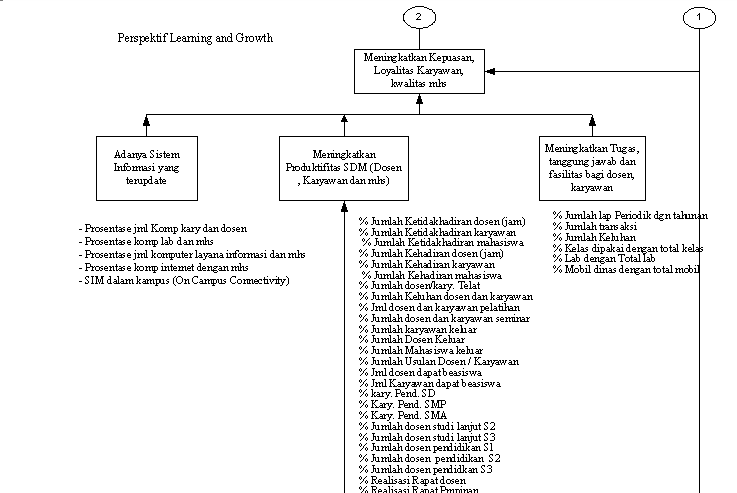 2
1
Perspektif Learning and Growth
Meningkatkan Kepuasan,
Loyalitas Karyawan,
kwalitas mhs
Adanya Sistem
Informasi yang
terupdate
Meningkatkan
Produktifitas SDM (Dosen
, Karyawan dan mhs)
Meningkatkan Tugas,
tanggung jawab dan
fasilitas bagi dosen,
karyawan
- Prosentase jml Komp kary dan dosen
- Prosentase komp lab dan mhs
- Prosentase jml komputer layana informasi dan mhs
- Prosentase komp internet dengan mhs
- SIM dalam kampus (On Campus Connectivity)
% Jumlah Ketidakhadiran dosen (jam)
% Jumlah Ketidakhadiran karyawan
% Jumlah Ketidakhadiran mahasiswa
% Jumlah Kehadiran dosen (jam)
% Jumlah Kehadiran karyawan
% Jumlah Kehadiran mahasiswa
% Jumlah dosen/kary. Telat
% Jumlah Keluhan dosen dan karyawan
% Jml dosen dan karyawan pelatihan
% Jumlah dosen dan karyawan seminar
% Jumlah karyawan keluar
% Jumlah Dosen Keluar
% Jumlah Mahasiswa keluar
% Jumlah Usulan Dosen / Karyawan
% Jml dosen dapat beasiswa
% Jml Karyawan dapat beasiswa
% kary. Pend. SD
% Kary. Pend. SMP
% Kary. Pend. SMA
% Jumlah dosen studi lanjut S2
% Jumlah dosen studi lanjut S3
% Jumlah dosen pendidikan S1
% Jumlah dosen pendidikan S2
% Jumlah dosen pendidkan S3
% Realisasi Rapat dosen
% Realisasi Rapat Pmpinan
% Jumlah lap Periodik dgn tahunan
% Jumlah transaksi
% Jumlah Keluhan
% Kelas dipakai dengan total kelas
% Lab dengan Total lab
% Mobil dinas dengan total mobil